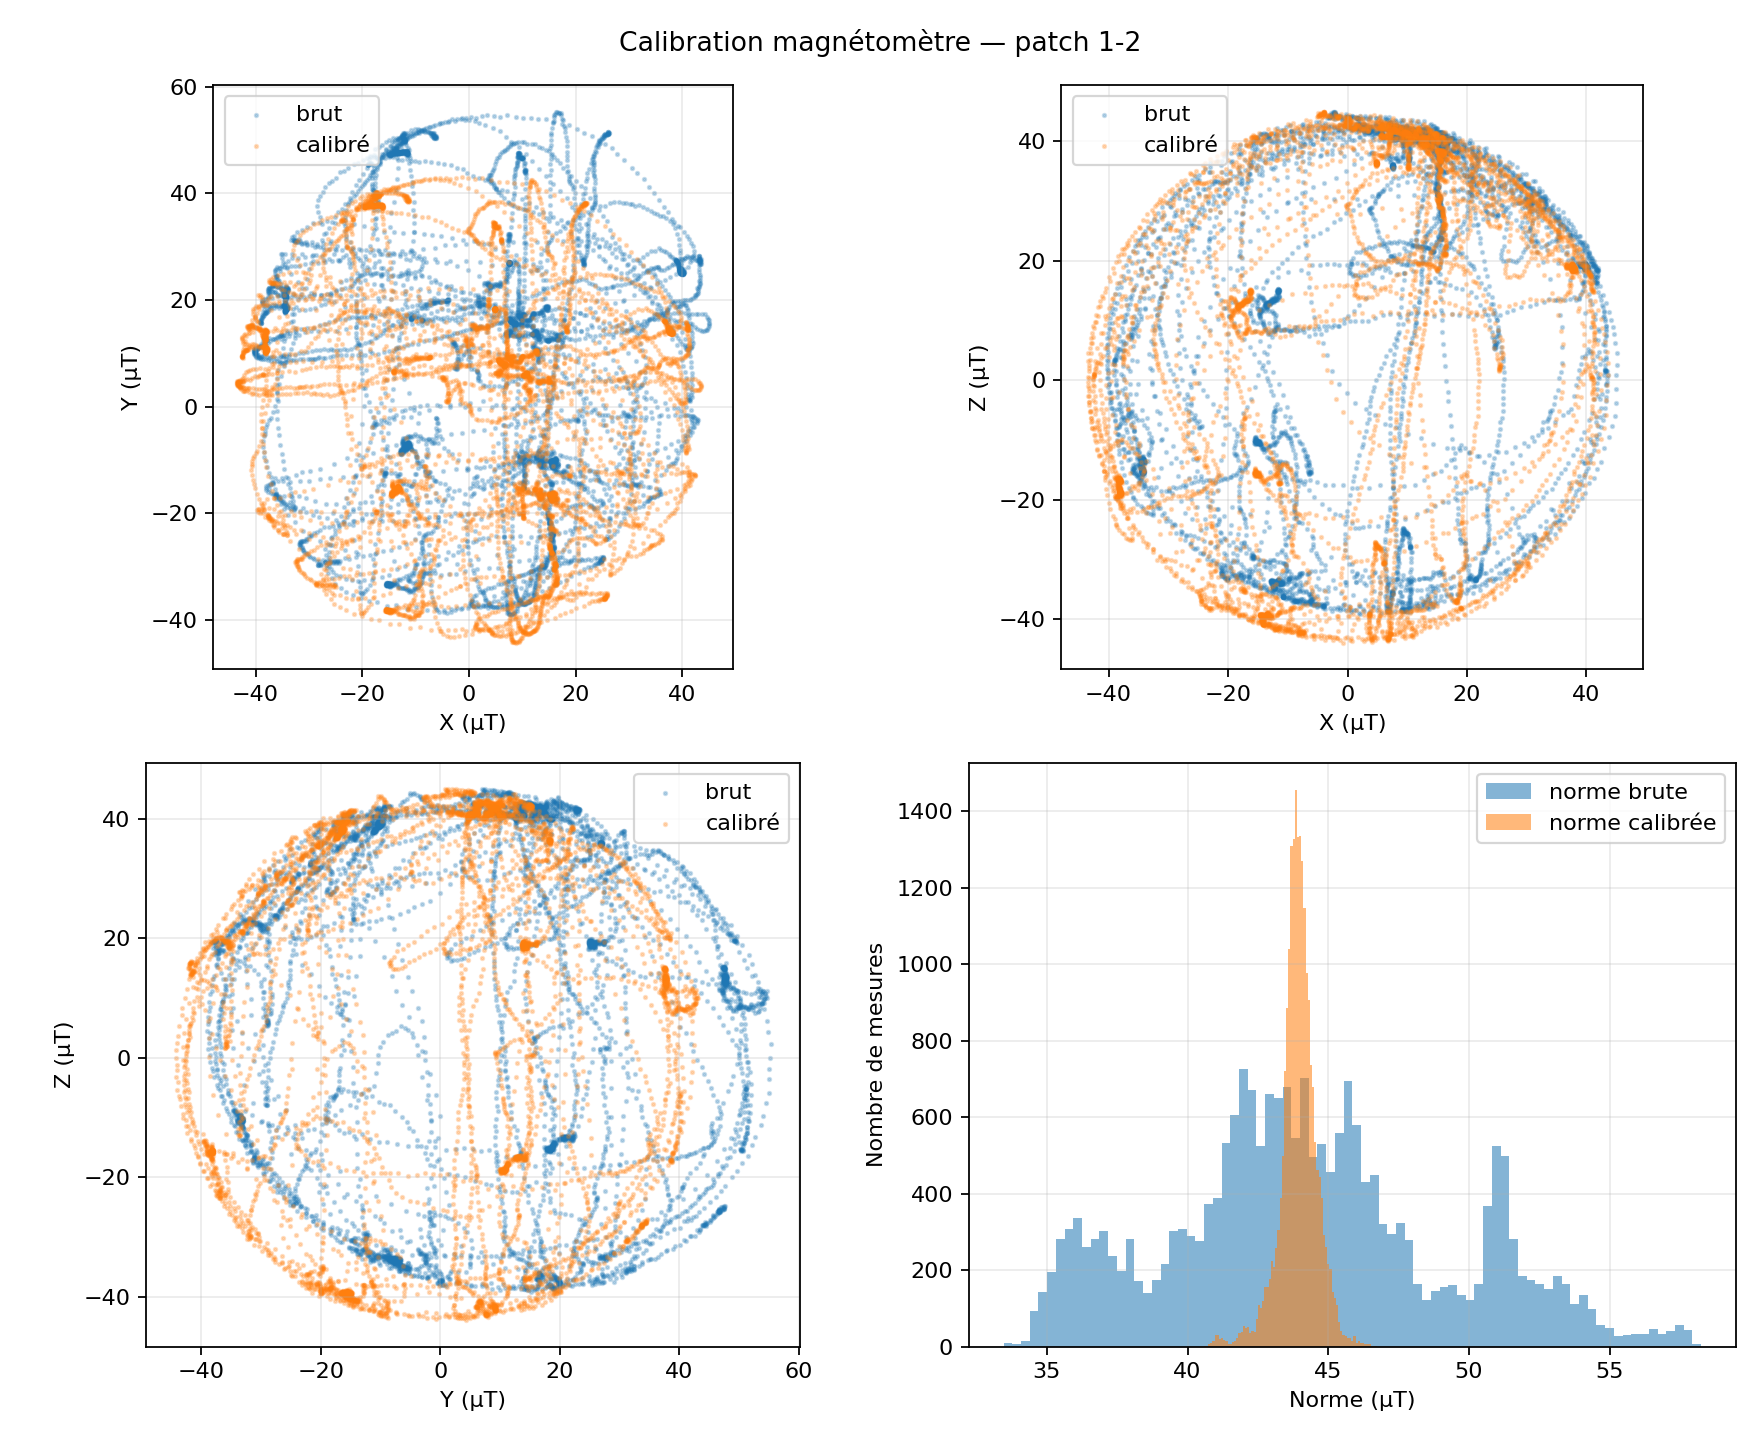 Calibration magnétomètre — patch 1-2
brut
calibré
60
40
20
0
−20
−40
Y (µT)
−40
−20
0
20
40
X (µT)
brut
calibré
40
20
0
−20
−40
Z (µT)
−40
−20
0
20
40
X (µT)
brut
calibré
40
20
0
−20
−40
Z (µT)
−40
−20
0
20
40
60
Y (µT)
norme brute
norme calibrée
1400
1200
1000
800
600
400
200
0
Nombre de mesures
35
40
45
50
55
Norme (µT)